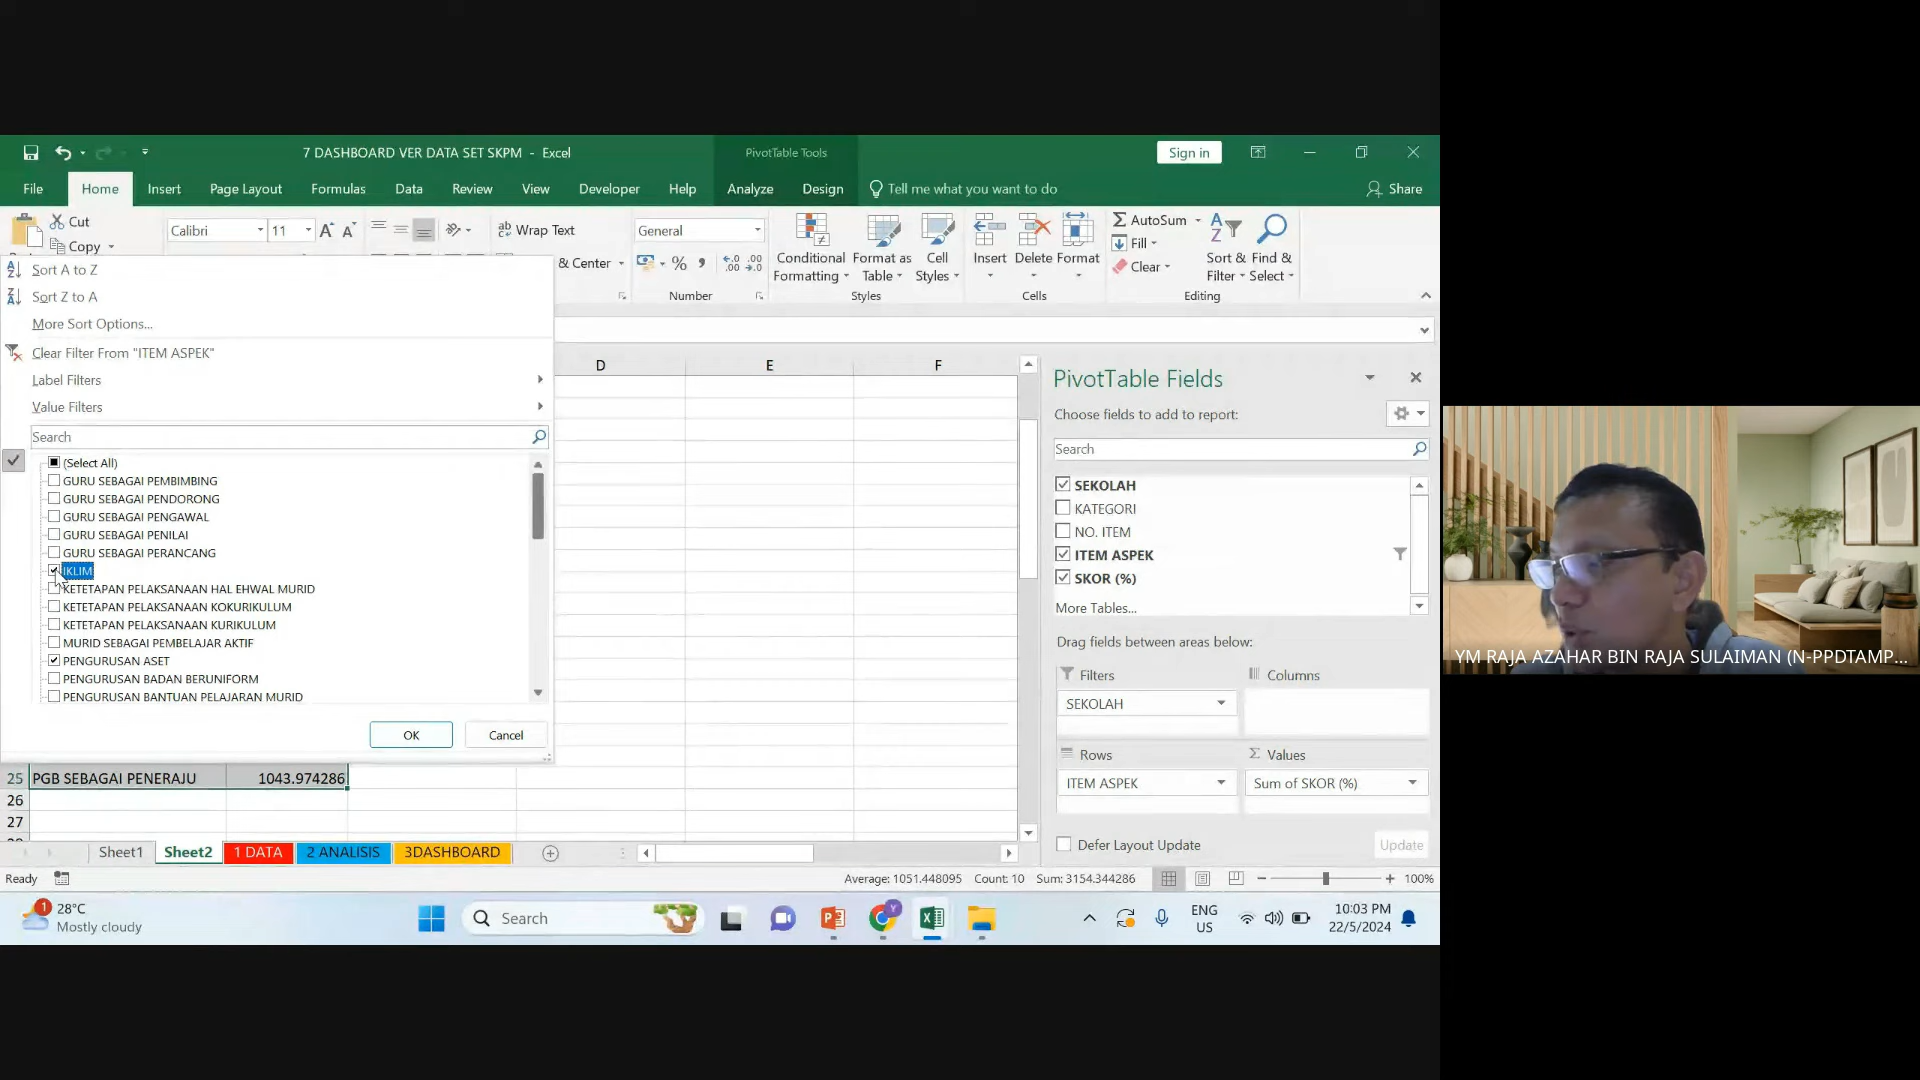 7 DASHBOARD VER DATA SET SKPM - Excel
PivotTable Tools
Sign in
File
Home
Insert
Page Layout
Formulas
Data
Review
View
Developer
Help
Analyze
Design
Tell me what you want to do
Share
Cut
Copy
Calibri
11
Wrap Text
& Center
General
Number
Conditional Formatting
Format as Table
Cell Styles
Styles
Insert
Delete
Format
Cells
AutoSum
Fill
Clear
Sort & Filter
Find & Select
Editing
Sort A to Z
Sort Z to A
More Sort Options...
Clear Filter From "ITEM ASPEK"
Label Filters
Value Filters
Search
(Select All)
GURU SEBAGAI PEMBIMBING
GURU SEBAGAI PENDORONG
GURU SEBAGAI PENGAWAL
GURU SEBAGAI PENILAI
GURU SEBAGAI PERANCANG
IKLIM
KETETAPAN PELAKSANAAN HAL EHWAL MURID
KETETAPAN PELAKSANAAN KOKURIKULUM
KETETAPAN PELAKSANAAN KURIKULUM
MURID SEBAGAI PEMBELAJAR AKTIF
PENGURUSAN ASET
PENGURUSAN BADAN BERUNIFORM
PENGURUSAN BANTUAN PELAJARAN MURID
OK
Cancel
D
E
F
25 PGB SEBAGAI PENERAJU 1043.974286
26
27
PivotTable Fields
Choose fields to add to report:
Search
SEKOLAH
KATEGORI
NO. ITEM
ITEM ASPEK
SKOR (%)
More Tables...
Drag fields between areas below:
Filters
Columns
SEKOLAH
Rows
Values
ITEM ASPEK
Sum of SKOR (%)
Defer Layout Update
Update
Sheet1
Sheet2
1 DATA
2 ANALISIS
3DASHBOARD
Ready
Average: 1051.448095
Count: 10
Sum: 3154.344286
100%
1
28°C
Mostly cloudy
Search
Y
ENG
US
10:03 PM
22/5/2024
YM RAJA AZAHAR BIN RAJA SULAIMAN (N-PPDTAMP...